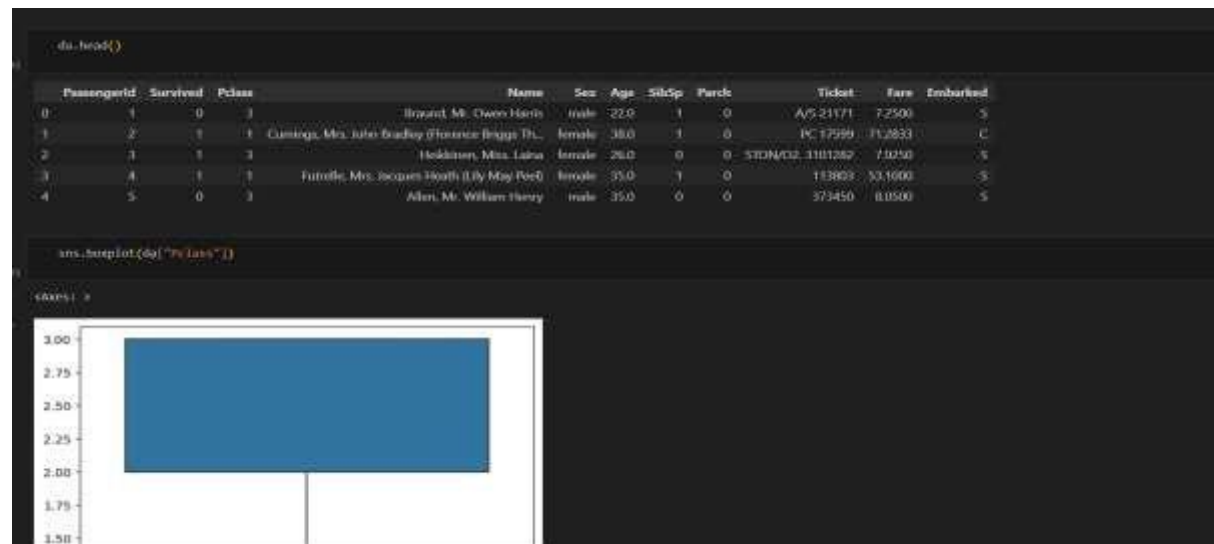 da.head()
PassengerId Survived Pclass Name Sex Age SibSp Parch Ticket Fare Embarked
0 1 0 3 Braund, Mr. Owen Harris male 22.0 1 0 A/5 21171 7.2500 S
1 2 1 1 Cumings, Mrs. John Bradley (Florence Briggs Th... female 38.0 1 0 PC 17599 71.2833 C
2 3 1 3 Heikkinen, Miss. Laina female 26.0 0 0 STON/O2. 3101282 7.9250 S
3 4 1 1 Futrelle, Mrs. Jacques Heath (Lily May Peel) female 35.0 1 0 113803 53.1000 S
4 5 0 3 Allen, Mr. William Henry male 35.0 0 0 373450 8.0500 S
sns.boxplot(da["Pclass"])
<Axes: >
3.00
2.75
2.50
2.25
2.00
1.75
1.50